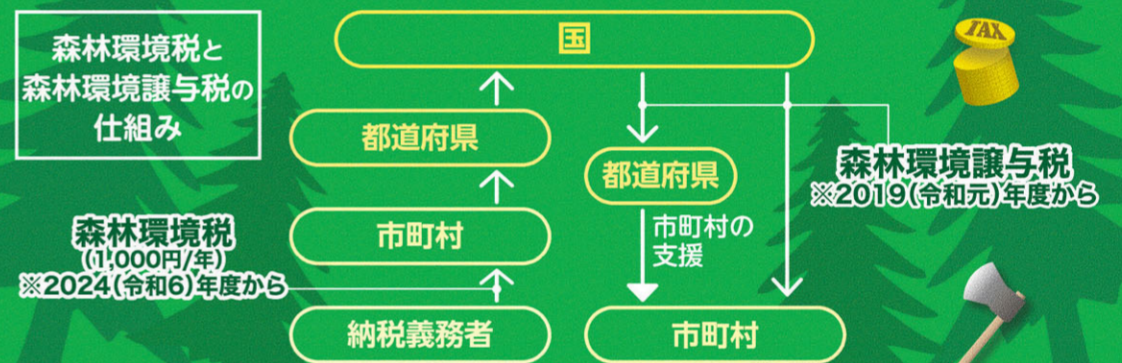 森林環境税と
森林環境譲与税の
仕組み
国
TAX
都道府県
市町村
納税義務者
森林環境税
(1,000円/年)
※2024(令和6)年度から
都道府県
市町村の
支援
市町村
森林環境譲与税
※2019(令和元)年度から